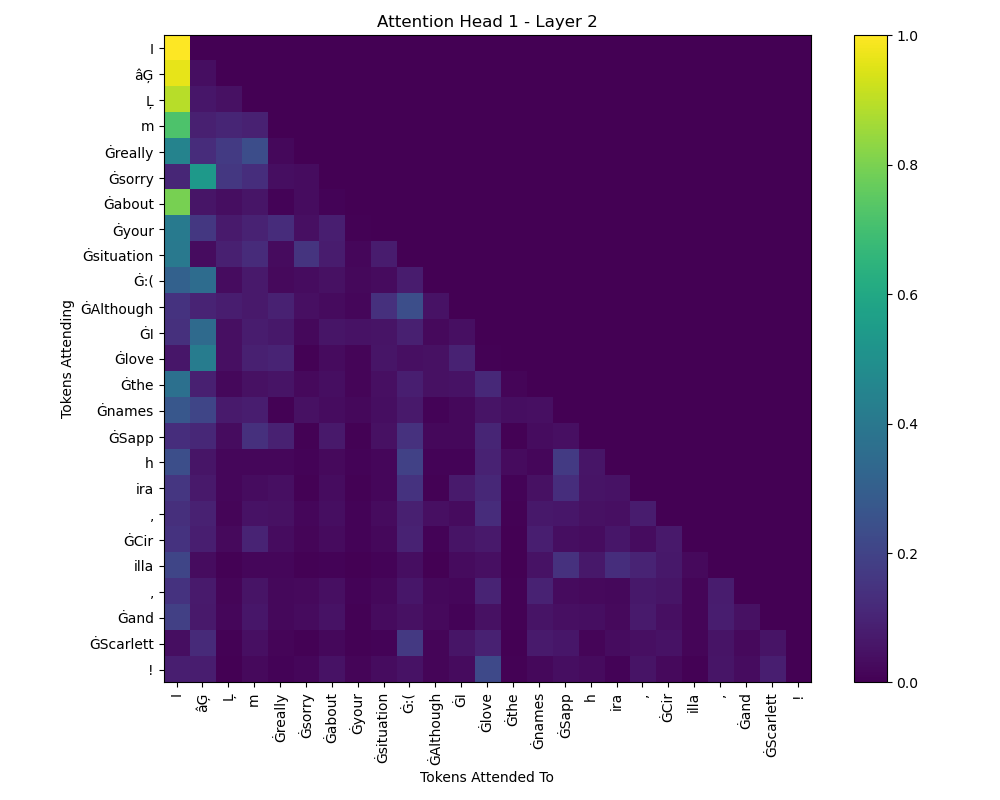 Attention Head 1 - Layer 2
Tokens Attending
I
âĢ
Ļ
m
Ġreally
Ġsorry
Ġabout
Ġyour
Ġsituation
Ġ:(
ĠAlthough
ĠI
Ġlove
Ġthe
Ġnames
ĠSapp
h
ira
,
ĠCir
illa
,
Ġand
ĠScarlett
!
I
âĢ
Ļ
m
Ġreally
Ġsorry
Ġabout
Ġyour
Ġsituation
Ġ:(
ĠAlthough
ĠI
Ġlove
Ġthe
Ġnames
ĠSapp
h
ira
,
ĠCir
illa
,
Ġand
ĠScarlett
!
Tokens Attended To
1.0
0.8
0.6
0.4
0.2
0.0